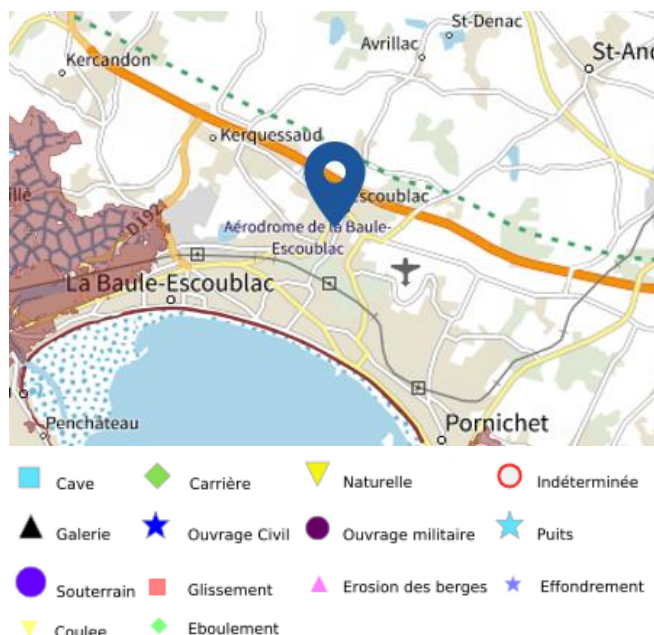 St-Denac
Avrillac
Kercandon
St-And
Kerquessaud
Escoublac
D192
Aérodrome de la Baule-
Escoublac
La Baule-Escoublac
Penchâteau
Pornichet
Cave
Carrière
Naturelle
Indéterminée
Galerie
Ouvrage Civil
Ouvrage militaire
Puits
Souterrain
Glissement
Erosion des berges
Effondrement
Coulee
Eboulement